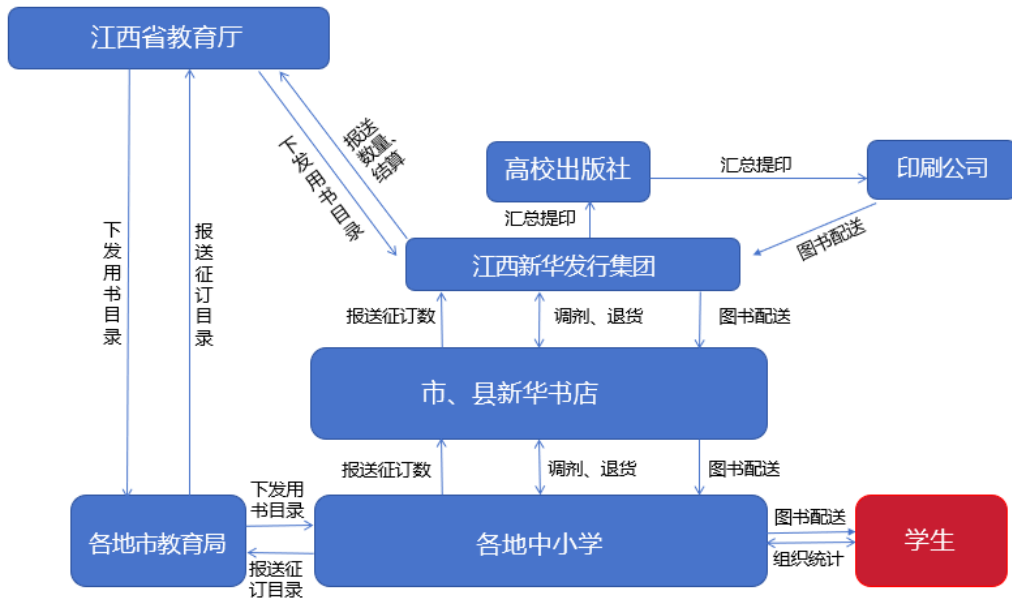 江西省教育厅
下发用书目录
报送征订目录
下发用书目录
报送
数量、
结算
高校出版社
汇总提印
印刷公司
汇总提印
图书配送
江西新华发行集团
报送征订数
调剂、退货
图书配送
市、县新华书店
报送征订数
调剂、退货
图书配送
各地市教育局
下发用
书目录
报送征
订目录
各地中小学
图书配送
组织统计
学生